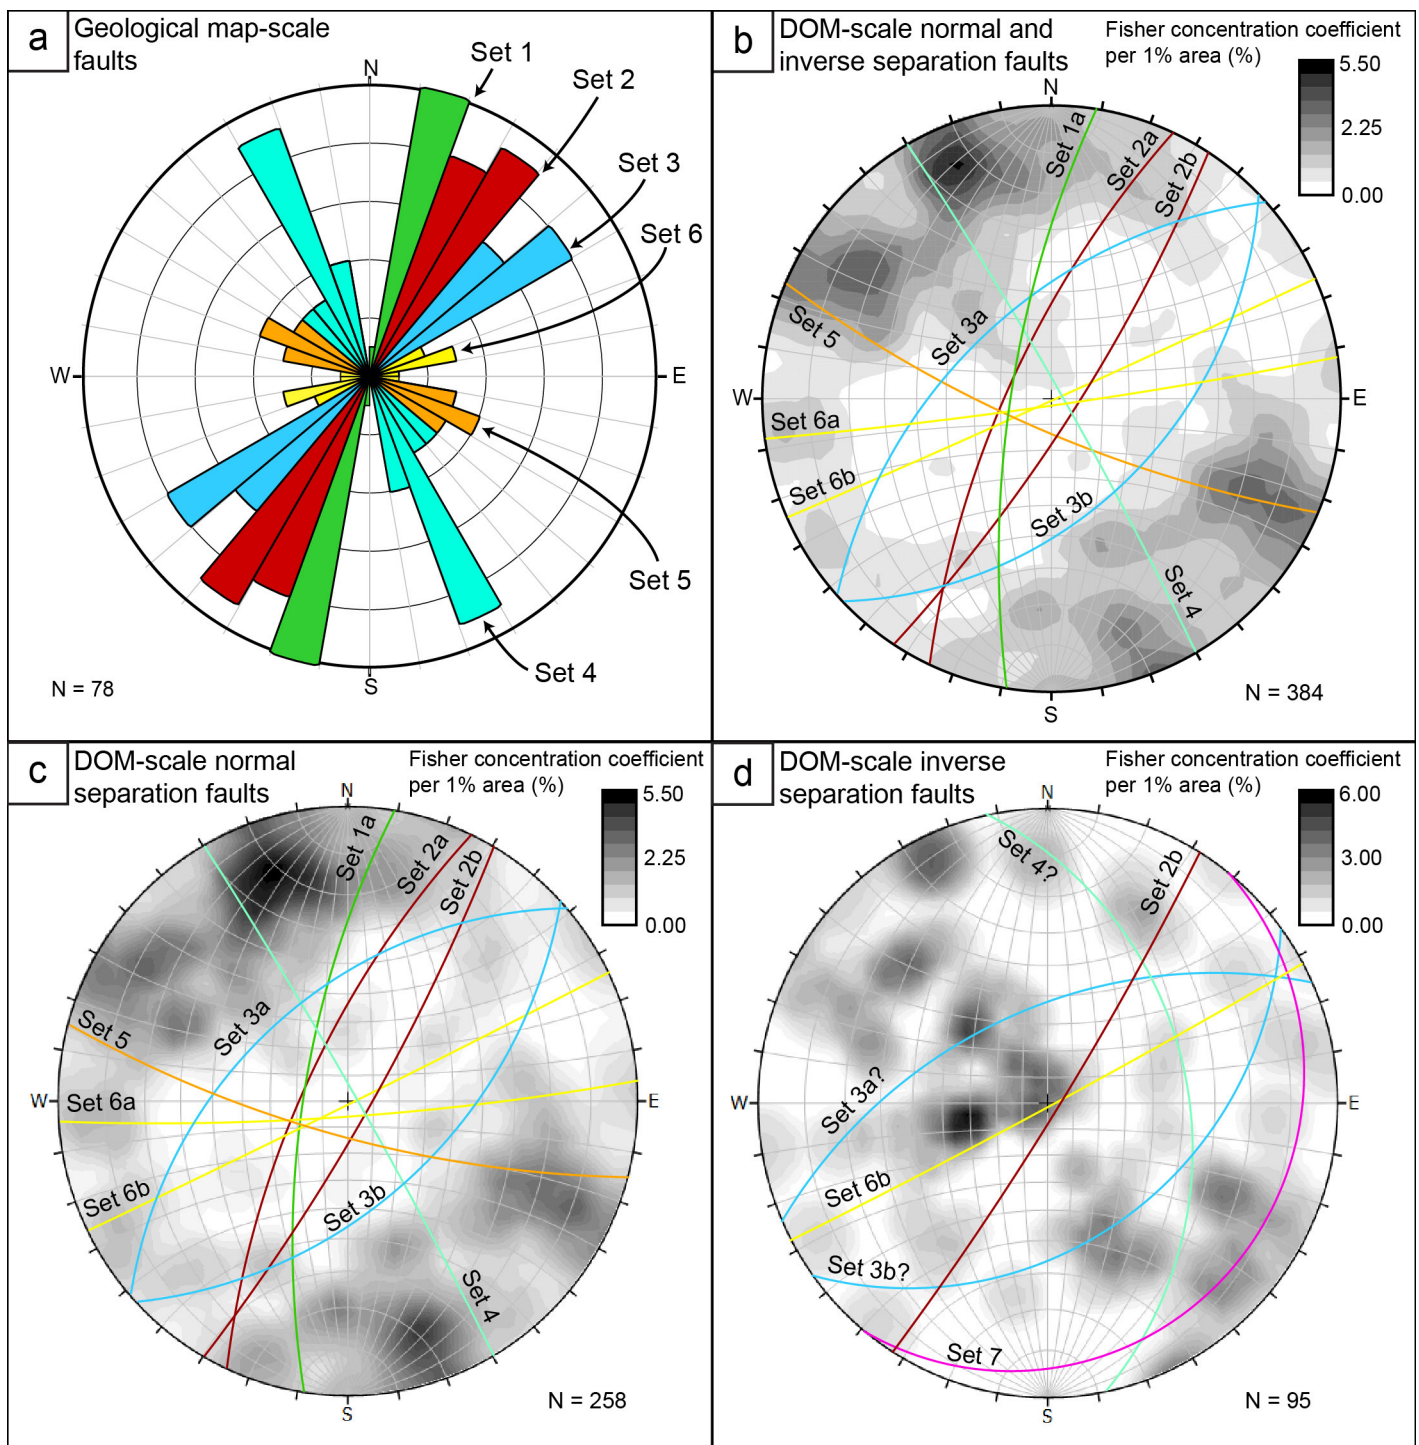 a
Geological map-scale
faults
N
Set 1
Set 2
Set 3
Set 6
W
E
Set 5
Set 4
S
N = 78
b
DOM-scale normal and
inverse separation faults
Fisher concentration coefficient
per 1% area (%)
5.50
2.25
0.00
N
Set 1a
Set 2a
Set 2b
Set 3a
Set 5
W
E
Set 6a
Set 6b
Set 3b
Set 4
S
N = 384
c
DOM-scale normal
separation faults
Fisher concentration coefficient
per 1% area (%)
5.50
2.25
0.00
N
Set 1a
Set 2a
Set 2b
Set 3a
Set 5
W
E
Set 6a
Set 6b
Set 3b
Set 4
S
N = 258
d
DOM-scale inverse
separation faults
Fisher concentration coefficient
per 1% area (%)
6.00
3.00
0.00
N
Set 4?
Set 2b
Set 3a?
W
E
Set 6b
Set 3b?
Set 7
S
N = 95